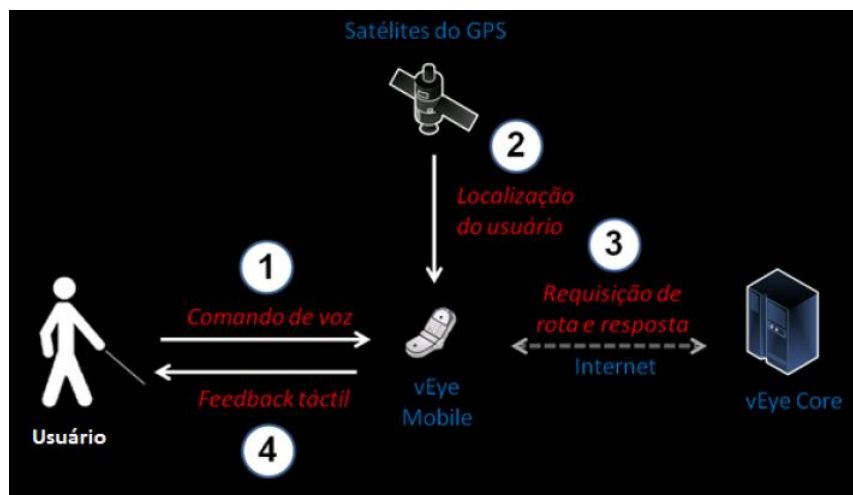 Satélites do GPS
2
Localização
do usuário
3
1
Requisição de
rota e resposta
Comando de voz
Internet
Feedback táctil
vEye
Mobile
vEye Core
Usuário
4